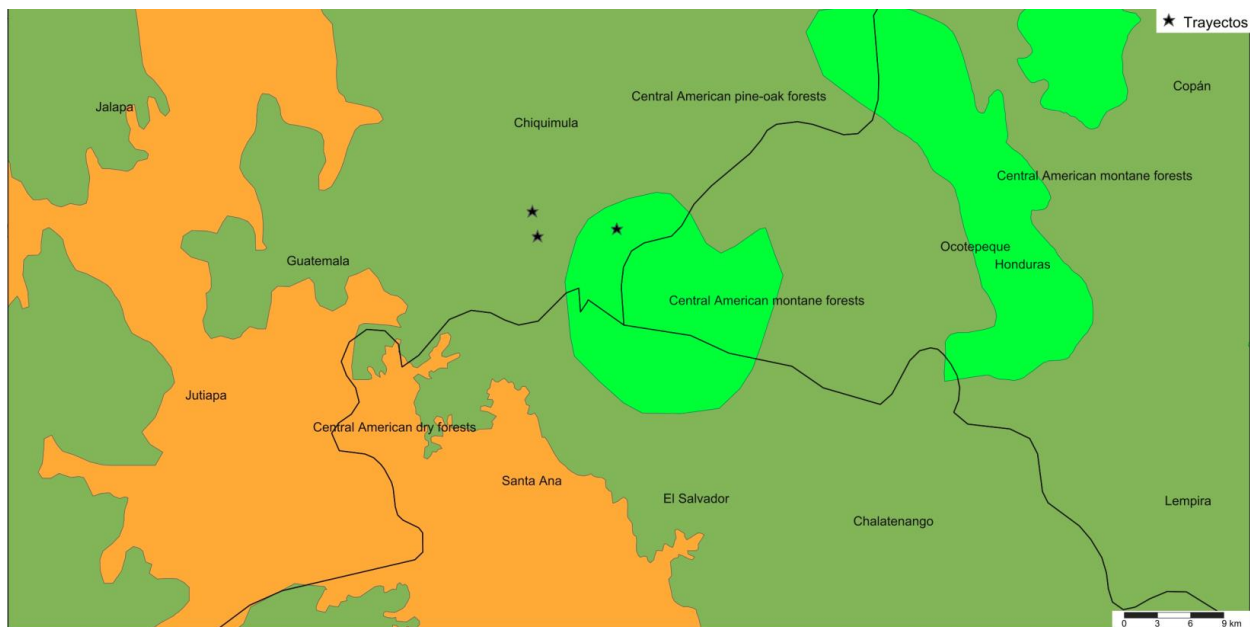 Trayectos
Copán
Central American pine-oak forests
Jalapa
Chiquimula
Central American montane forests
Ocotepeque
Guatemala
Honduras
Central American montane forests
Jutiapa
Central American dry forests
Santa Ana
El Salvador
Lempira
Chalatenango
0 3 6 9 km